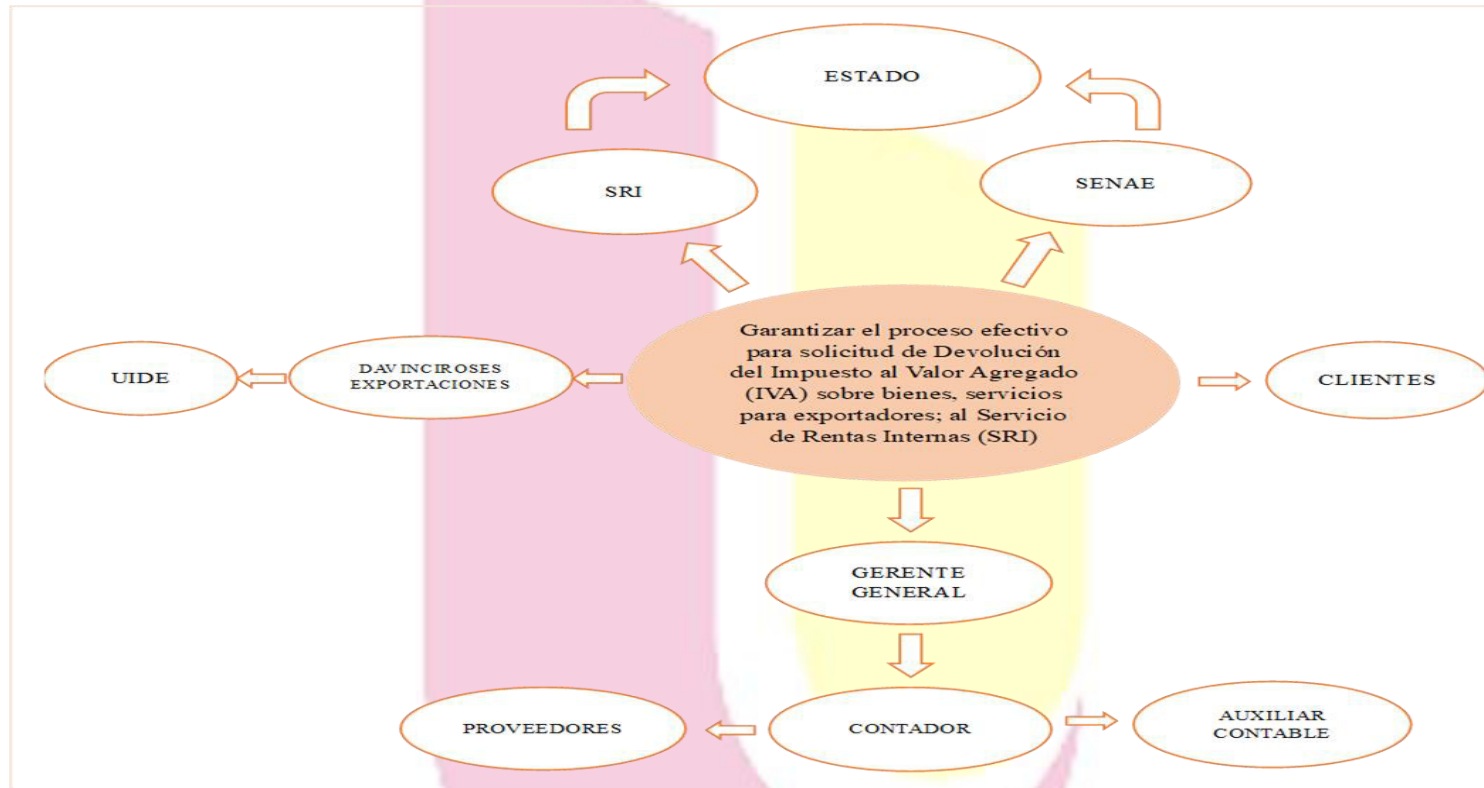 ESTADO
SRI
SENAE
Garantizar el proceso efectivo
para solicitud de Devolución
del Impuesto al Valor Agregado
(IVA) sobre bienes, servicios
para exportadores; al Servicio
de Rentas Internas (SRI)
UIDE
DAVINCIROSES
EXPORTACIONES
CLIENTES
GERENTE
GENERAL
PROVEEDORES
CONTADOR
AUXILIAR
CONTABLE